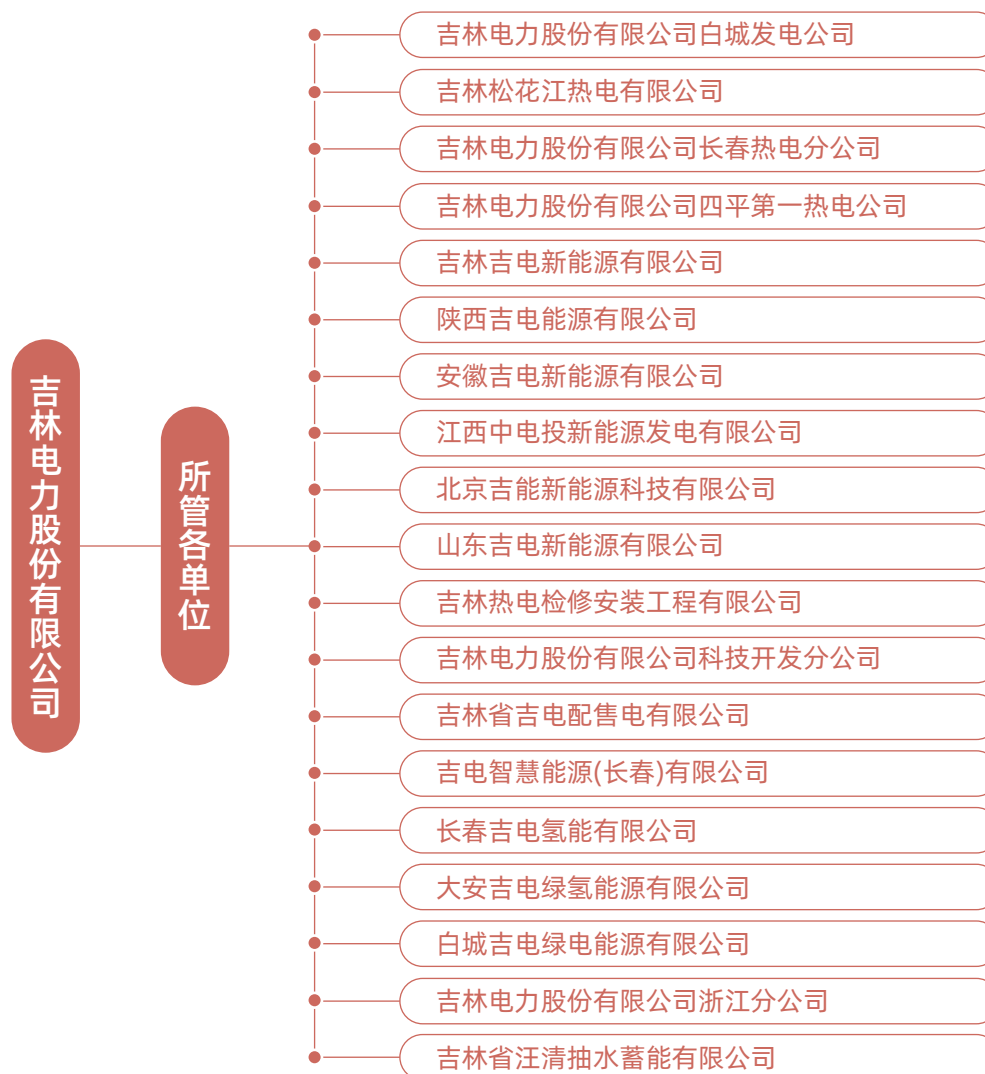 吉林电力股份有限公司
所管各单位
吉林电力股份有限公司白城发电公司
吉林松花江热电有限公司
吉林电力股份有限公司长春热电分公司
吉林电力股份有限公司四平第一热电公司
吉林吉电新能源有限公司
陕西吉电能源有限公司
安徽吉电新能源有限公司
江西中电投新能源发电有限公司
北京吉能新能源科技有限公司
山东吉电新能源有限公司
吉林热电检修安装工程有限公司
吉林电力股份有限公司科技开发分公司
吉林省吉电配售电有限公司
吉电智慧能源(长春)有限公司
长春吉电氢能有限公司
大安吉电绿氢能源有限公司
白城吉电绿电能源有限公司
吉林电力股份有限公司浙江分公司
吉林省汪清抽水蓄能有限公司